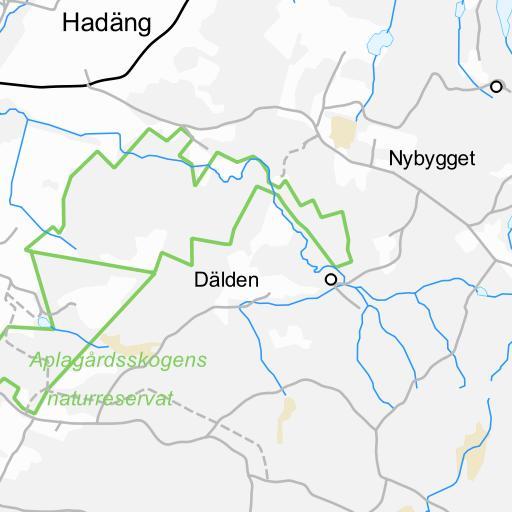 Hadäng
Nybygget
Dälden
Aplagårdsskogens
naturreservat